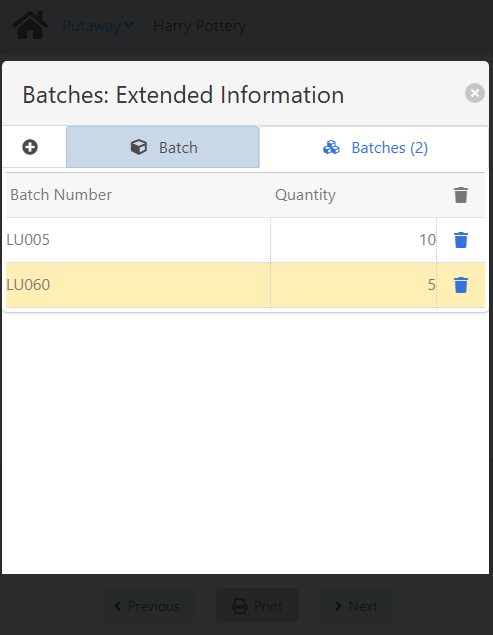 Putaway Harry Pottery
Batches: Extended Information
Batch Batches (2)
Batch Number Quantity
LU005 10
LU060 5
Previous Print Next